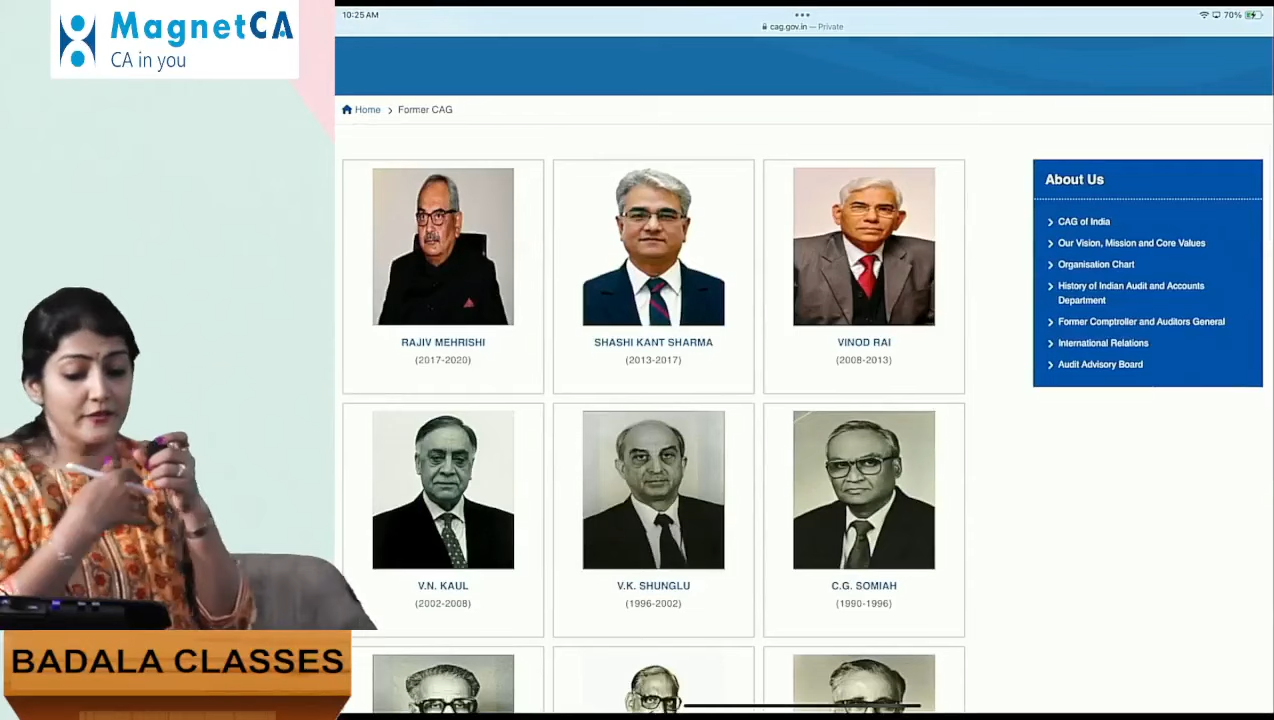 MagnetCA
CA in you
10:25 AM
70%
cag.gov.in — Private
Home > Former CAG
RAJIV MEHRISHI
(2017-2020)
SHASHI KANT SHARMA
(2013-2017)
VINOD RAI
(2008-2013)
About Us
CAG of India
Our Vision, Mission and Core Values
Organisation Chart
History of Indian Audit and Accounts
Department
Former Comptroller and Auditors General
International Relations
Audit Advisory Board
V.N. KAUL
(2002-2008)
V.K. SHUNGLU
(1996-2002)
C.G. SOMIAH
(1990-1996)
BADALA CLASSES